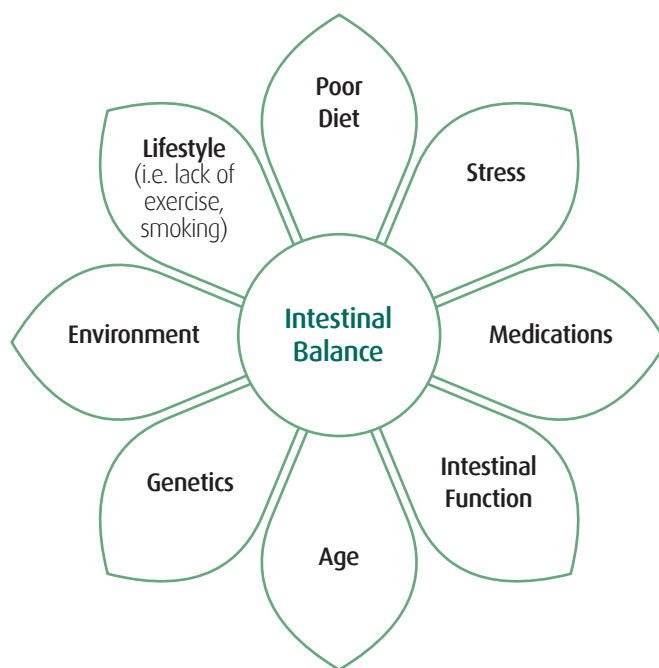 Poor
Diet
Stress
Medications
Intestinal
Function
Age
Genetics
Environment
Lifestyle
(i.e. lack of
exercise,
smoking)
Intestinal
Balance